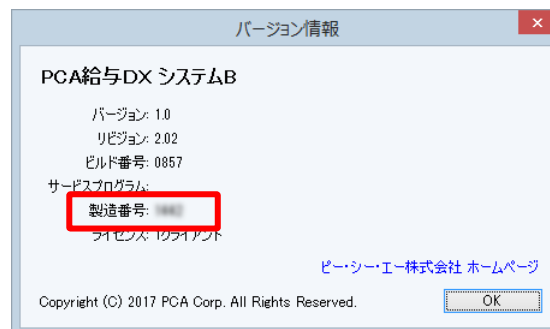 バージョン情報
PCA給与DX システムB
バージョン: 1.0
リビジョン: 2.02
ビルド番号: 0857
サービスプログラム:
製造番号:
ライセンス: 1クライアント
ピー・シー・エー株式会社 ホームページ
Copyright (C) 2017 PCA Corp. All Rights Reserved.
OK